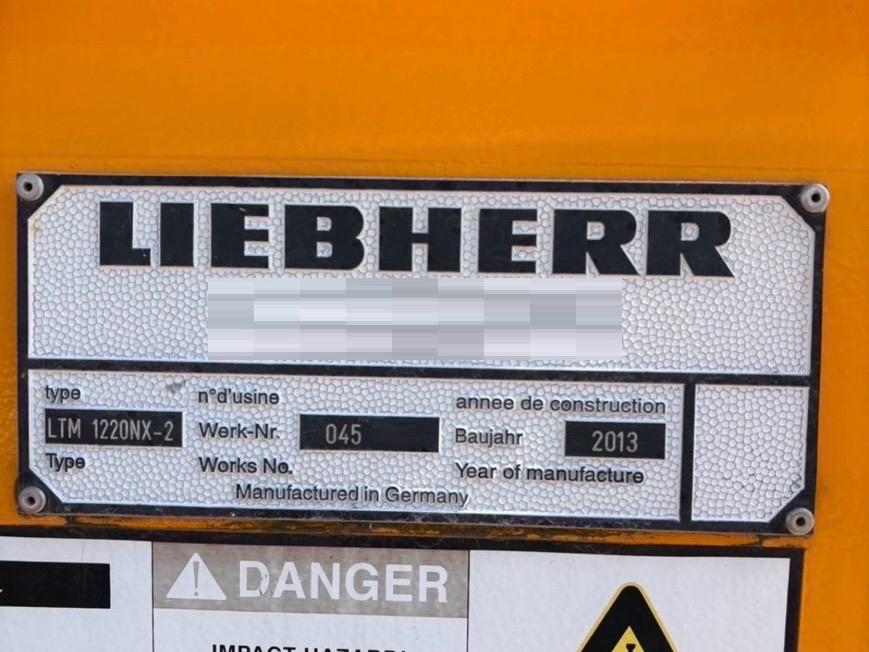 LIEBHERR
type n°d'usine annee de construction
LTM 1220NX-2 Werk-Nr. 045 Baujahr 2013
Type Works No. Year of manufacture
Manufactured in Germany
DANGER